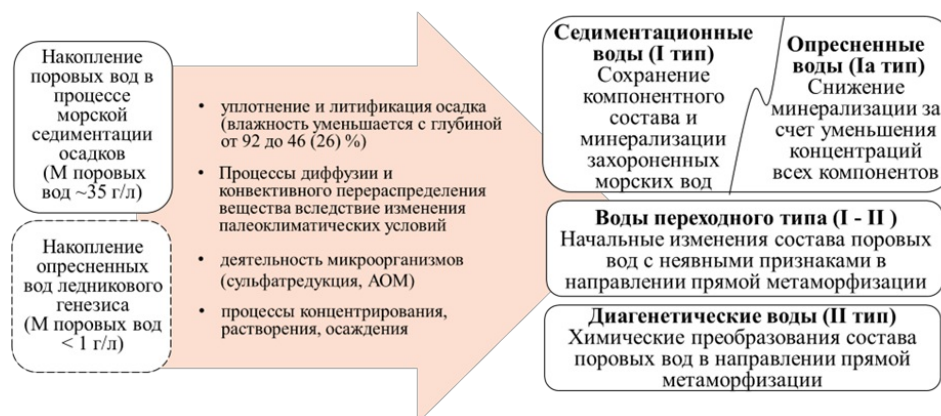 Накопление
поровых вод в
процессе
морской
седиментации
осадков
(М поровых
вод ~35 г/л)
Накопление
опресненных
вод ледникового
генезиса
(М поровых вод
< 1 г/л)
• уплотнение и литификация осадка
(влажность уменьшается с глубиной
от 92 до 46 (26) %)
• Процессы диффузии и
конвективного перераспределения
вещества вследствие изменения
палеоклиматических условий
• деятельность микроорганизмов
(сульфатредукция, АОМ)
• процессы концентрирования,
растворения, осаждения
Седиментационные
воды (I тип)
Сохранение
компонентного
состава и
минерализации
захороненных
морских вод
Опресненные
воды (Iа тип)
Снижение
минерализации за
счет уменьшения
концентраций
всех компонентов
Воды переходного типа (I - II )
Начальные изменения состава поровых
вод с неявными признаками в
направлении прямой метаморфизации
Диагенетические воды (II тип)
Химические преобразования состава
поровых вод в направлении прямой
метаморфизации